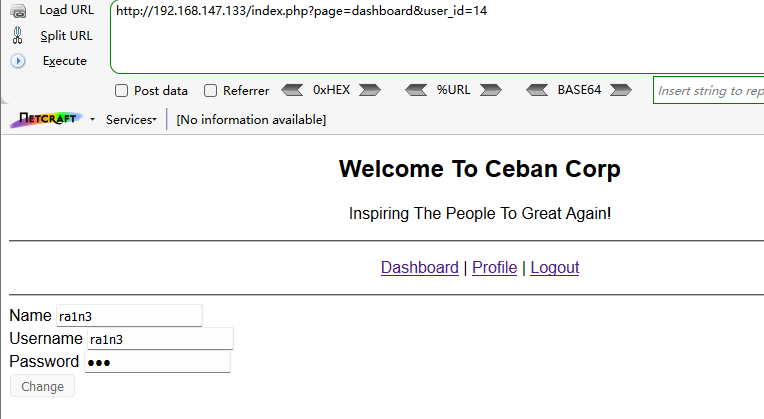 Load URL
http://192.168.147.133/index.php?page=dashboard&user_id=14
Split URL
Execute
Post data Referrer 0xHEX %URL BASE64 Insert string to rep
NETCRAFT Services [No information available]
Welcome To Ceban Corp
Inspiring The People To Great Again!
Dashboard | Profile | Logout
Name ra1n3
Username ra1n3
Password •••
Change